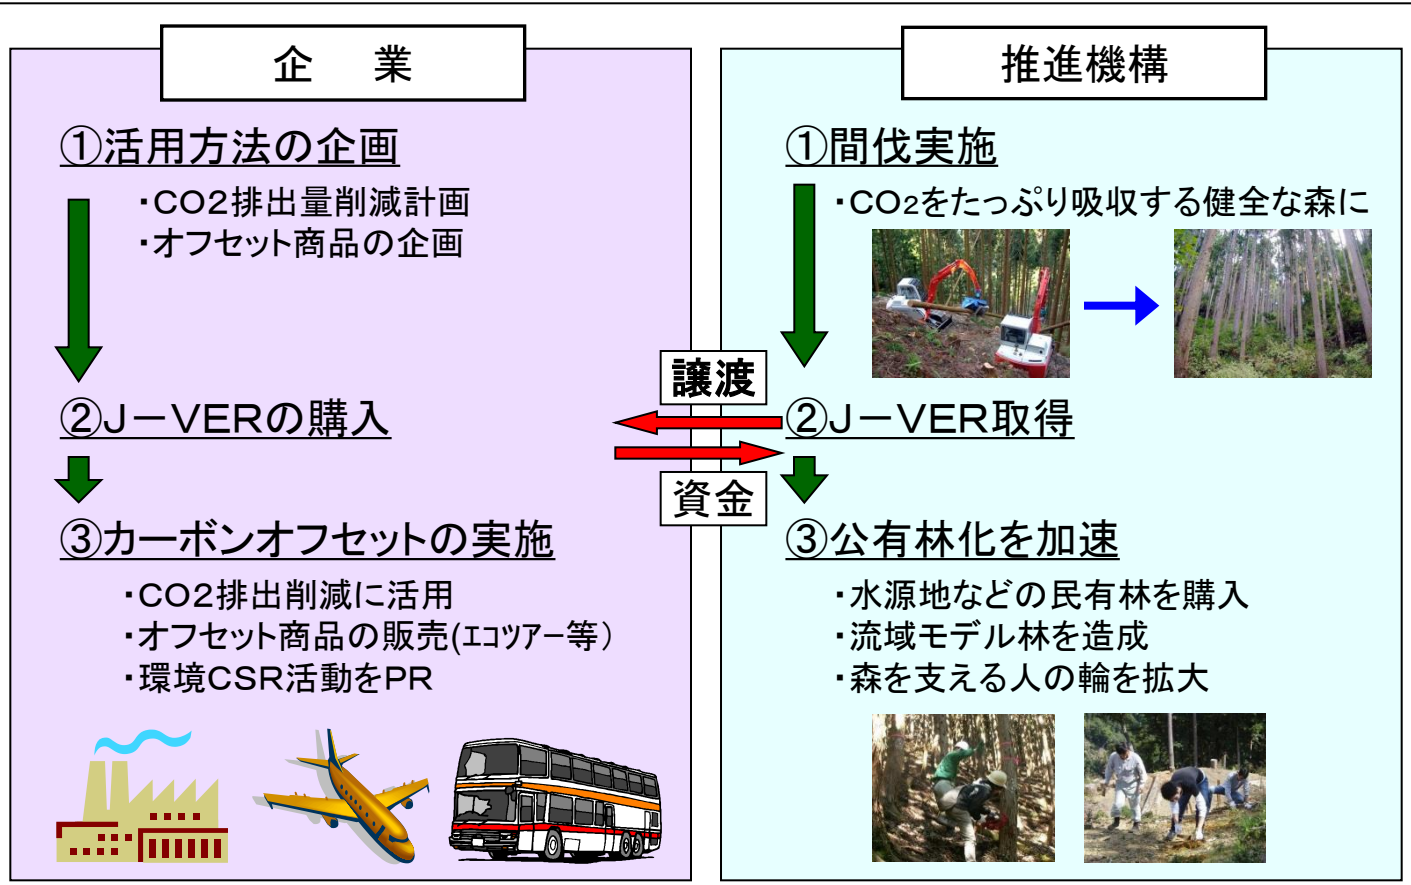 企　業
①活用方法の企画
・CO2排出量削減計画
・オフセット商品の企画
②J－VERの購入
③カーボンオフセットの実施
・CO2排出削減に活用
・オフセット商品の販売(ｴｺﾂｱｰ等）
・環境CSR活動をPR
譲渡
資金
推進機構
①間伐実施
・CO2をたっぷり吸収する健全な森に
②J－VER取得
③公有林化を加速
・水源地などの民有林を購入
・流域モデル林を造成
・森を支える人の輪を拡大